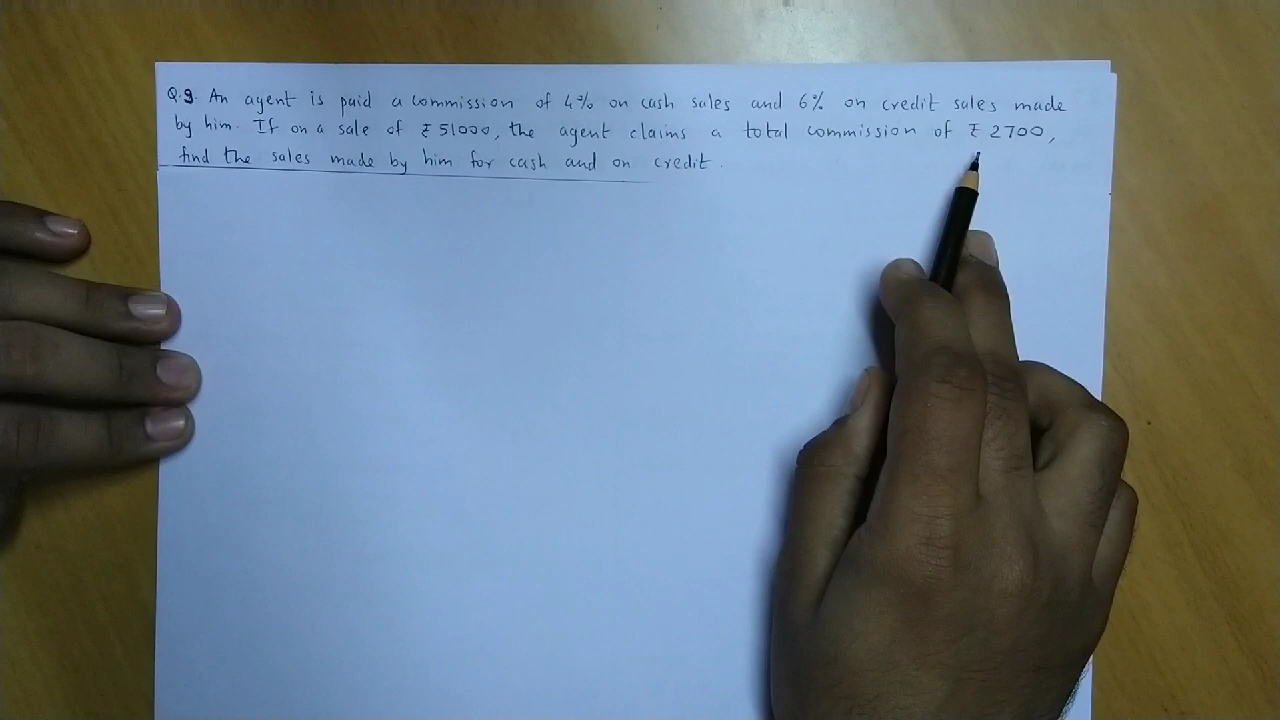 Q.9. An agent is paid a commission of 4% on cash sales and 6% on credit sales made
by him. If on a sale of ₹ 51000, the agent claims a total commission of ₹ 2700,
find the sales made by him for cash and on credit.